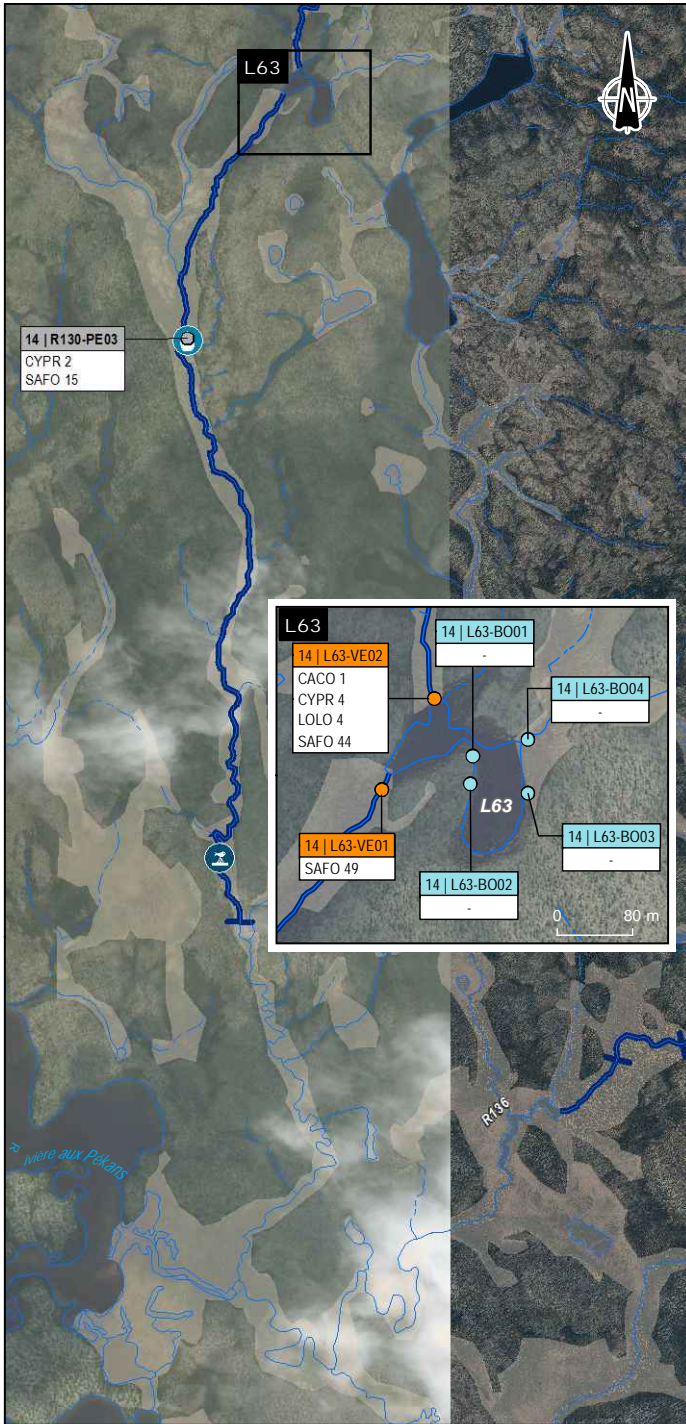 L63
N
14 | R130-PE03
CYPR 2
SAFO 15
L63
14 | L63-VE02
CACO 1
CYPR 4
LOLO 4
SAFO 44
14 | L63-BO01
-
14 | L63-BO04
-
L63
14 | L63-VE01
SAFO 49
14 | L63-BO03
-
14 | L63-BO02
-
0 80 m
R136
Rivière aux Pékans